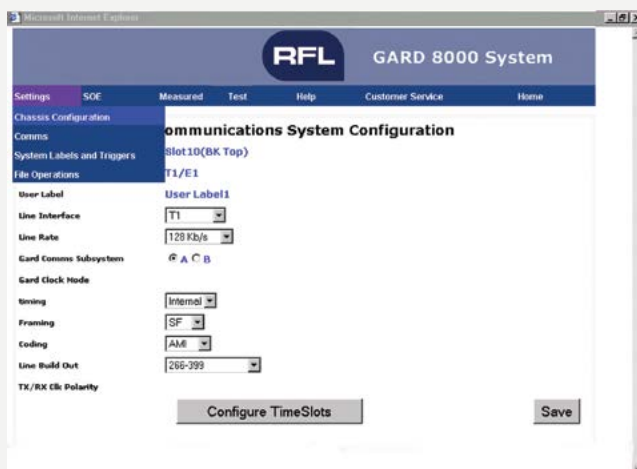 Microsoft Internet Explorer
RFL GARD 8000 System
Settings SOE Measured Test Help Customer Service Home
Chassis Configuration
Comms
System Labels and Triggers
File Operations
ommunications System Configuration
Slot10(BK Top)
T1/E1
User Label User Label1
Line Interface T1
Line Rate 128 Kb/s
Gard Comms Subsystem A B
Gard Clock Mode
timing Internal
Framing SF
Coding AMI
Line Build Out 266-399
TX/RX Clk Polarity
Configure TimeSlots Save